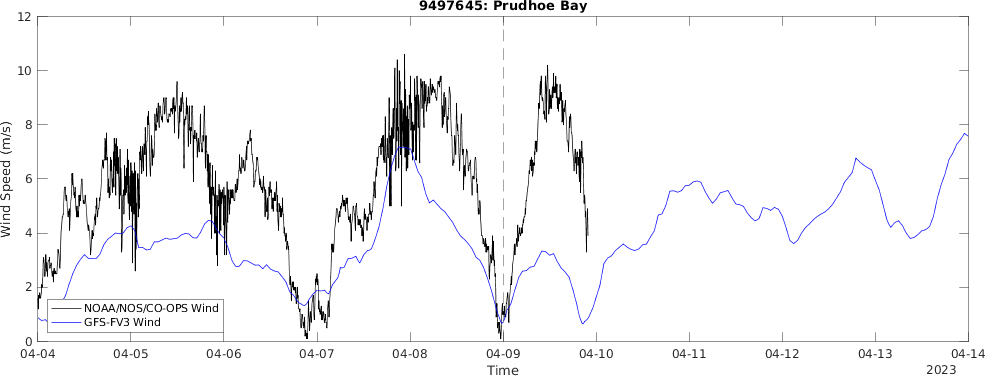 9497645: Prudhoe Bay
Wind Speed (m/s)
12
10
8
6
4
2
0
NOAA/NOS/CO-OPS Wind
GFS-FV3 Wind
04-04 04-05 04-06 04-07 04-08 04-09 04-10 04-11 04-12 04-13 04-14
Time
2023